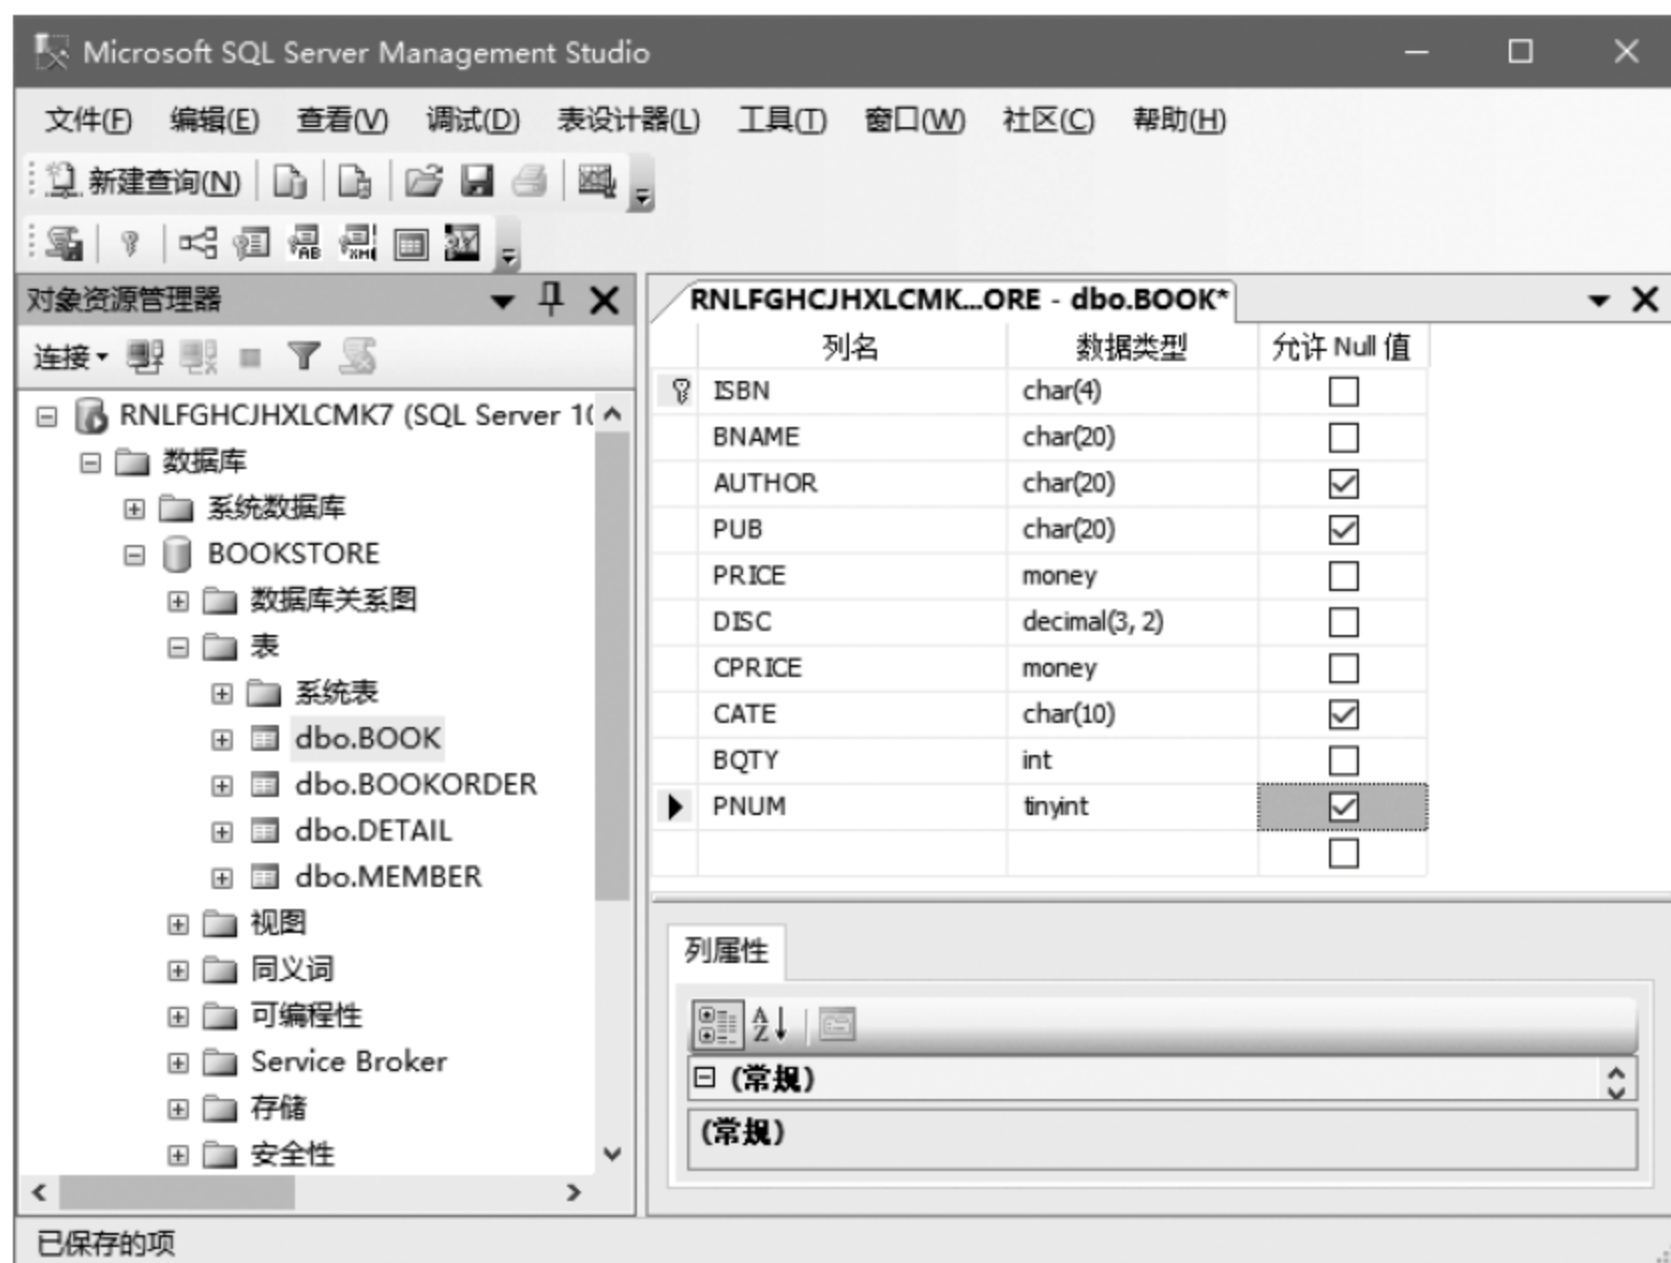 Microsoft SQL Server Management Studio
文件(F) 编辑(E) 查看(V) 调试(D) 表设计器(L) 工具(T) 窗口(W) 社区(C) 帮助(H)
新建查询(N)
对象资源管理器
连接
RNLFGHCJHXLCMK7 (SQL Server 10
数据库
系统数据库
BOOKSTORE
数据库关系图
表
系统表
dbo.BOOK
dbo.BOOKORDER
dbo.DETAIL
dbo.MEMBER
视图
同义词
可编程性
Service Broker
存储
安全性
RNLFGHCJHXLCMK...ORE - dbo.BOOK*
列名 数据类型 允许 Null 值
ISBN char(4)
BNAME char(20)
AUTHOR char(20)
PUB char(20)
PRICE money
DISC decimal(3, 2)
CPRICE money
CATE char(10)
BQTY int
PNUM tinyint
列属性
(常规)
(常规)
已保存的项